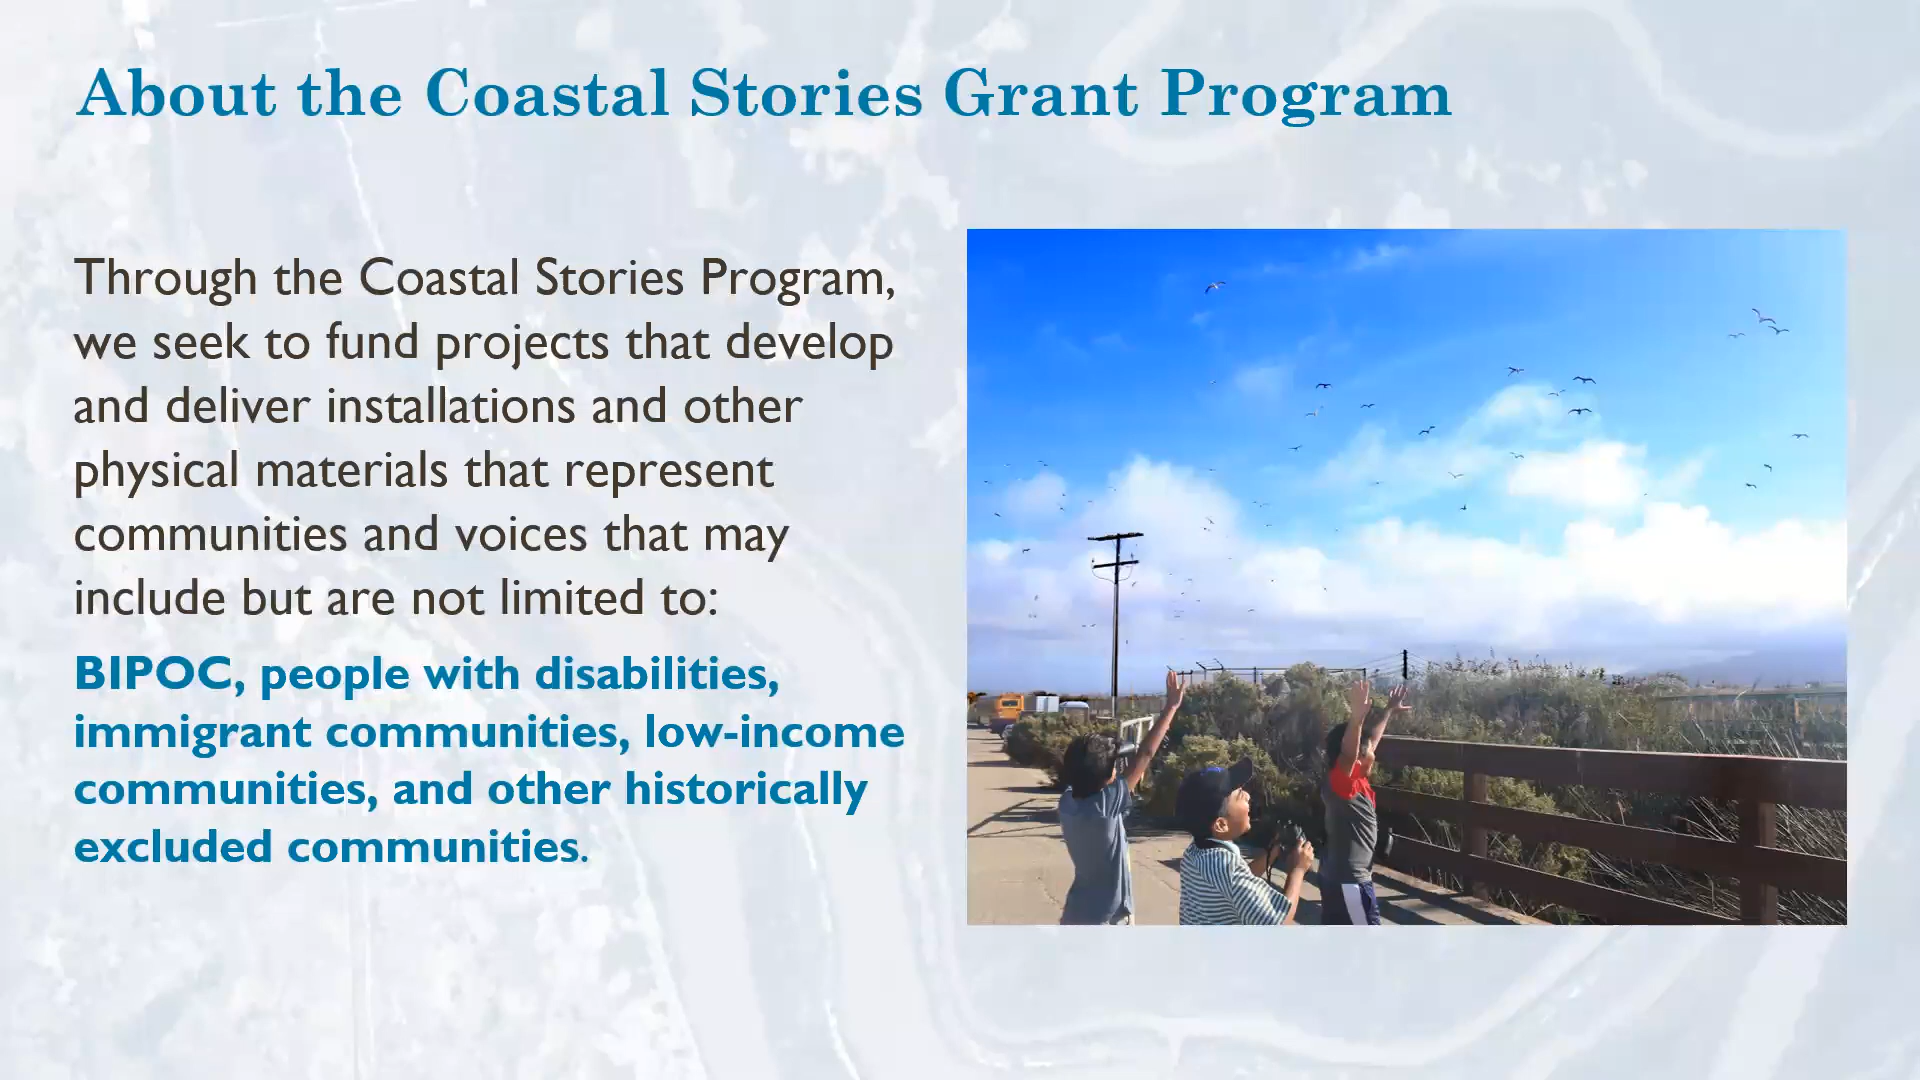 About the Coastal Stories Grant Program
Through the Coastal Stories Program,
we seek to fund projects that develop
and deliver installations and other
physical materials that represent
communities and voices that may
include but are not limited to:
BIPOC, people with disabilities,
immigrant communities, low-income
communities, and other historically
excluded communities.